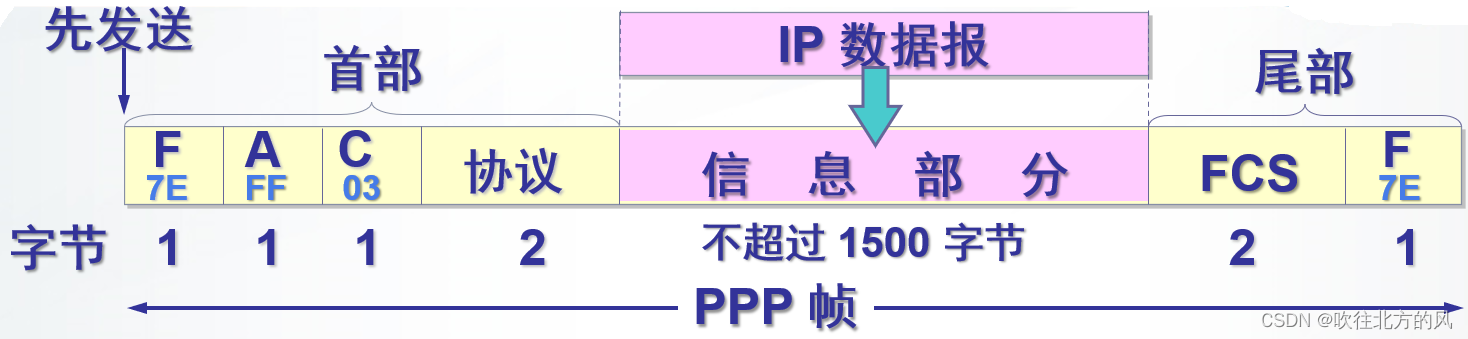 先发送
首部
IP 数据报
尾部
F A C 协议 信息部分 FCS F
7E FF 03 7E
字节 1 1 1 2 不超过 1500 字节 2 1
PPP 帧
CSDN @吹往北方的风